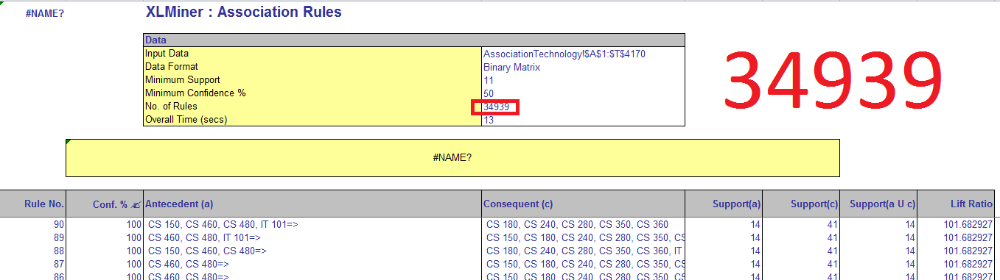 #NAME? XLMiner : Association Rules
Data
Input Data AssociationTechnology!$A$1:$T$4170
Data Format Binary Matrix
Minimum Support 11
Minimum Confidence % 50
No. of Rules 34939
Overall Time (secs) 13
34939
#NAME?
Rule No. Conf. % Antecedent (a) Consequent (c) Support(a) Support(c) Support(a U c) Lift Ratio
90 100 CS 150, CS 460, CS 480, IT 101=> CS 180, CS 240, CS 280, CS 350, CS 360 14 41 14 101.682927
89 100 CS 460, CS 480, IT 101=> CS 150, CS 180, CS 240, CS 280, CS 350, CS 14 41 14 101.682927
88 100 CS 150, CS 460, CS 480=> CS 180, CS 240, CS 280, CS 350, CS 360, IT 14 41 14 101.682927
87 100 CS 460, CS 480=> CS 150, CS 180, CS 240, CS 280, CS 350, CS 14 41 14 101.682927
86 100 CS 460, CS 480=> CS 150, CS 180, CS 240, CS 280, CS 350, CS 14 41 14 101.682927